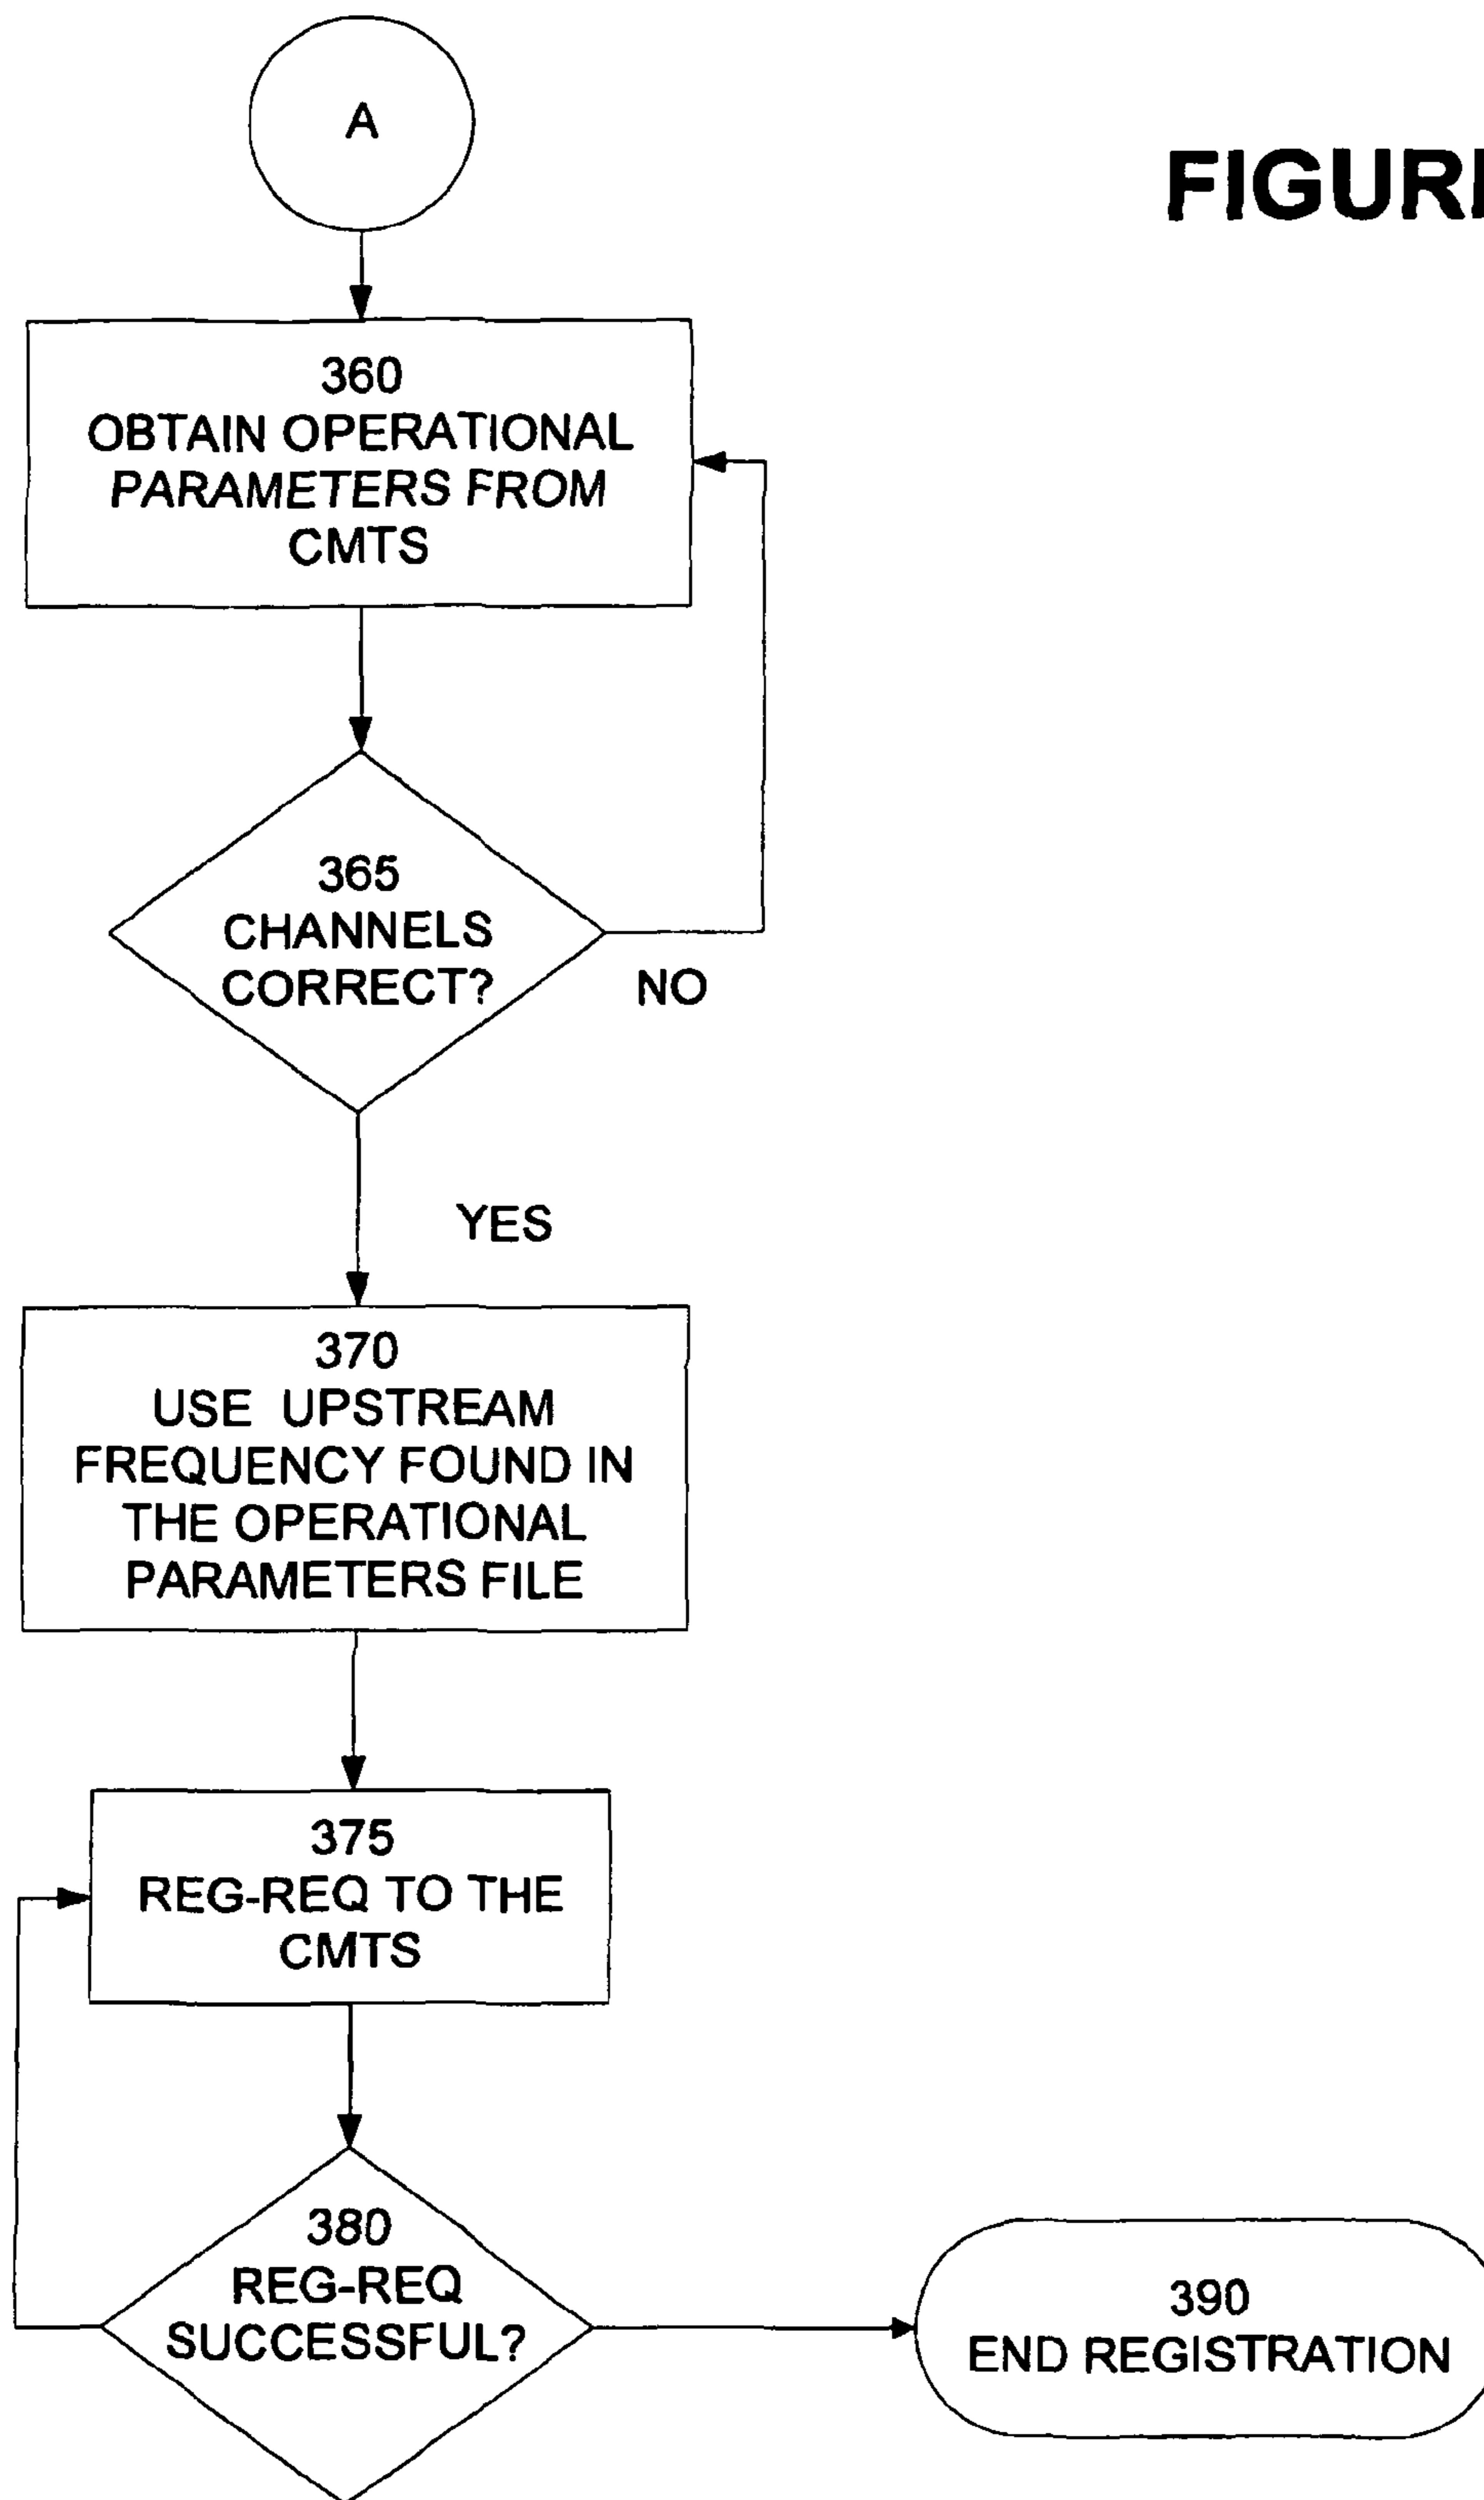 A
FIGURE
360
OBTAIN OPERATIONAL
PARAMETERS FROM
CMTS
365
CHANNELS
CORRECT?
NO
YES
370
USE UPSTREAM
FREQUENCY FOUND IN
THE OPERATIONAL
PARAMETERS FILE
375
REG-REQ TO THE
CMTS
380
REG-REQ
SUCCESSFUL?
390
END REGISTRATION